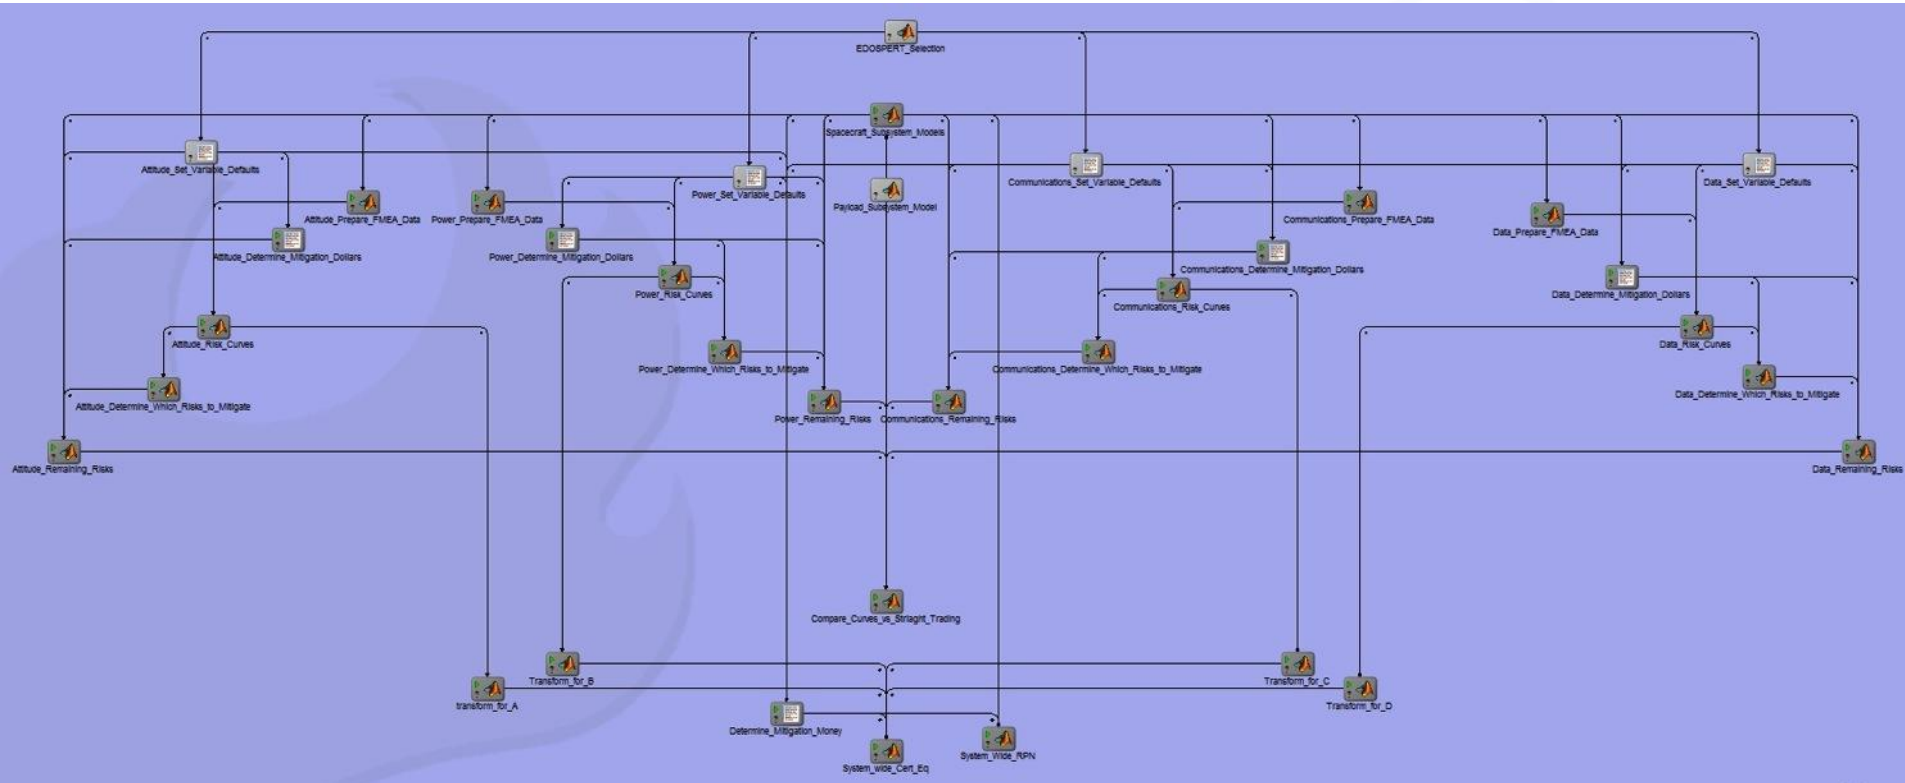 EDOSPERT_Selection
Spacecraft_Subsystem_Models
Attitude_Set_Variable_Defaults
Power_Set_Variable_Defaults
Communications_Set_Variable_Defaults
Data_Set_Variable_Defaults
Payload_Subsystem_Model
Attitude_Prepare_FMEA_Data
Power_Prepare_FMEA_Data
Communications_Prepare_FMEA_Data
Data_Prepare_FMEA_Data
Attitude_Determine_Mitigation_Dollars
Power_Determine_Mitigation_Dollars
Communications_Determine_Mitigation_Dollars
Data_Determine_Mitigation_Dollars
Power_Risk_Curves
Communications_Risk_Curves
Attitude_Risk_Curves
Data_Risk_Curves
Power_Determine_Which_Risks_to_Mitigate
Communications_Determine_Which_Risks_to_Mitigate
Data_Determine_Which_Risks_to_Mitigate
Attitude_Determine_Which_Risks_to_Mitigate
Power_Remaining_Risks
Communications_Remaining_Risks
Attitude_Remaining_Risks
Data_Remaining_Risks
Compare_Curves_vs_Striaght_Trading
Transform_for_B
Transform_for_C
transform_for_A
Transform_for_D
Determine_Mitigation_Money
System_Wide_RPN
System_wide_Cert_Eq